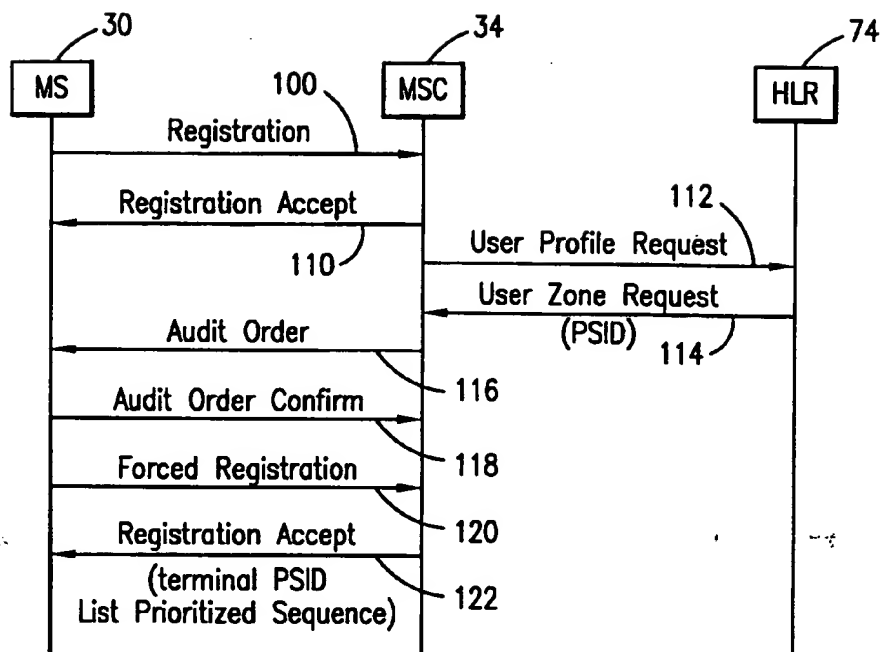 30
34
74
MS
MSC
HLR
100
Registration
Registration Accept
110
112
User Profile Request
User Zone Request
(PSID)
114
Audit Order
116
Audit Order Confirm
118
Forced Registration
120
Registration Accept
(terminal PSID
List Prioritized Sequence)
122